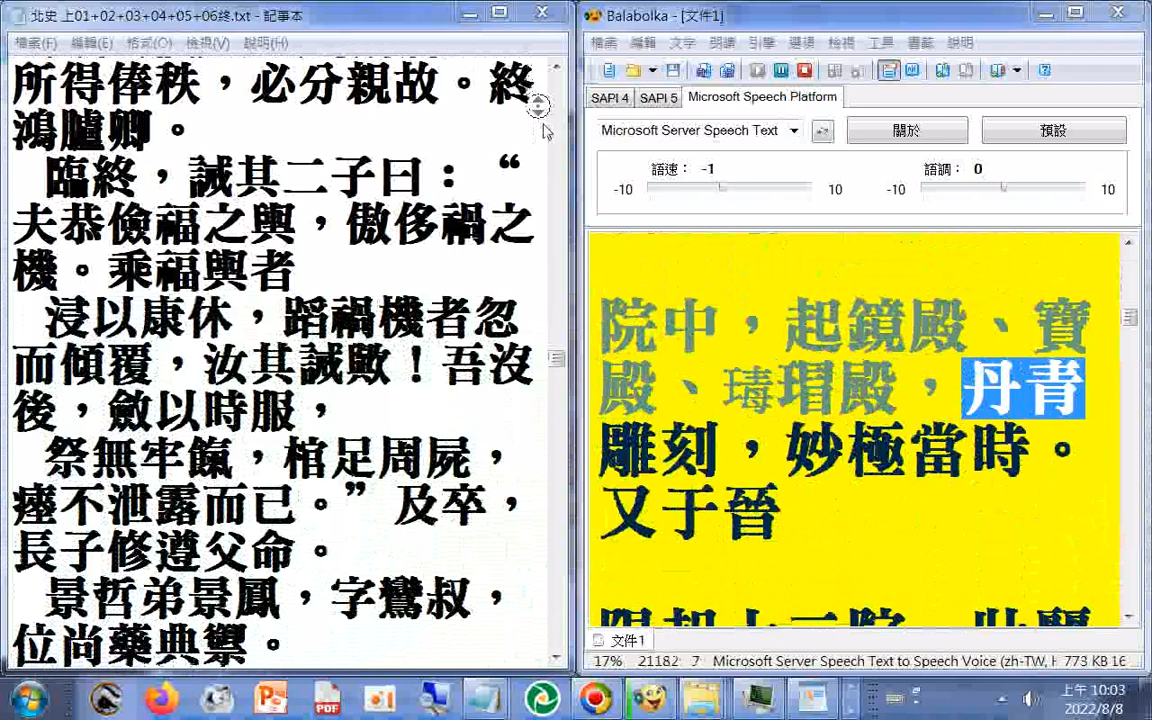 北史 上01+02+03+04+05+06终.txt - 記事本
檔案(F) 編輯(E) 格式(O) 檢視(V) 說明(H)
所得俸秩，必分親故。終
鴻臚卿。
臨終，誡其二子曰：“
夫恭儉福之輿，傲侈禍之
機。乘福輿者
浸以康休，蹈禍機者忽
而傾覆，汝其誡歟！吾沒
後，斂以時服，
祭無牢餼，棺足周屍，
瘞不泄露而已。”及卒，
長子修遵父命。
景哲弟景鳳，字鸞叔，
位尚藥典禦。
Balabolka - [文件1]
檔案 編輯 文字 朗讀 引擎 選項 檢視 工具 書籤 說明
SAPI 4 SAPI 5 Microsoft Speech Platform
Microsoft Server Speech Text 關於 預設
語速： -1 語調： 0
-10 10 -10 10
院中，起鏡殿、寶
殿、瑇瑁殿，丹青
雕刻，妙極當時。
又于晉
文件1
17% 21182 7 Microsoft Server Speech Text to Speech Voice (zh-TW, H 773 KB 16
上午 10:03
2022/8/8